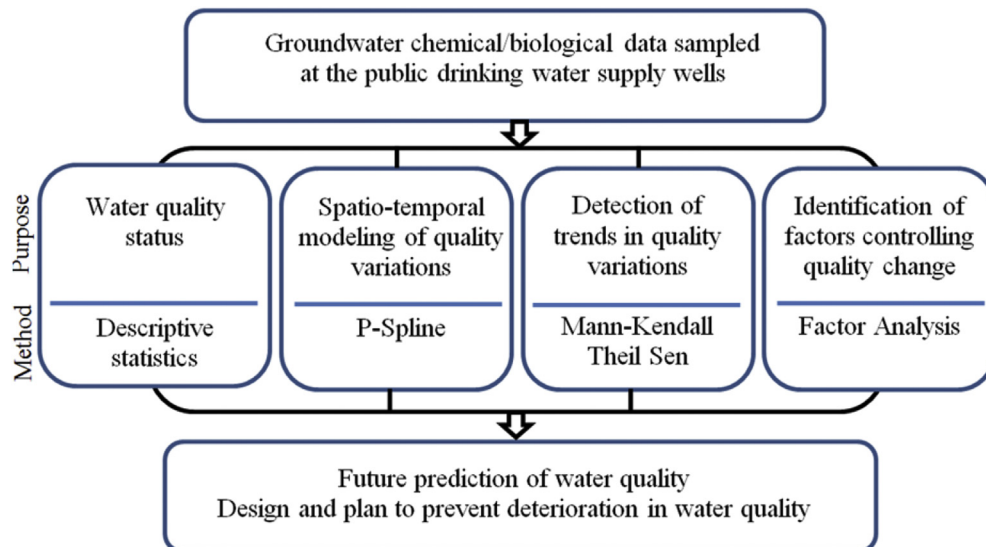 Groundwater chemical/biological data sampled
at the public drinking water supply wells
Purpose
Water quality
status
Spatio-temporal
modeling of quality
variations
Detection of
trends in quality
variations
Identification of
factors controlling
quality change
Method
Descriptive
statistics
P-Spline
Mann-Kendall
Theil Sen
Factor Analysis
Future prediction of water quality
Design and plan to prevent deterioration in water quality